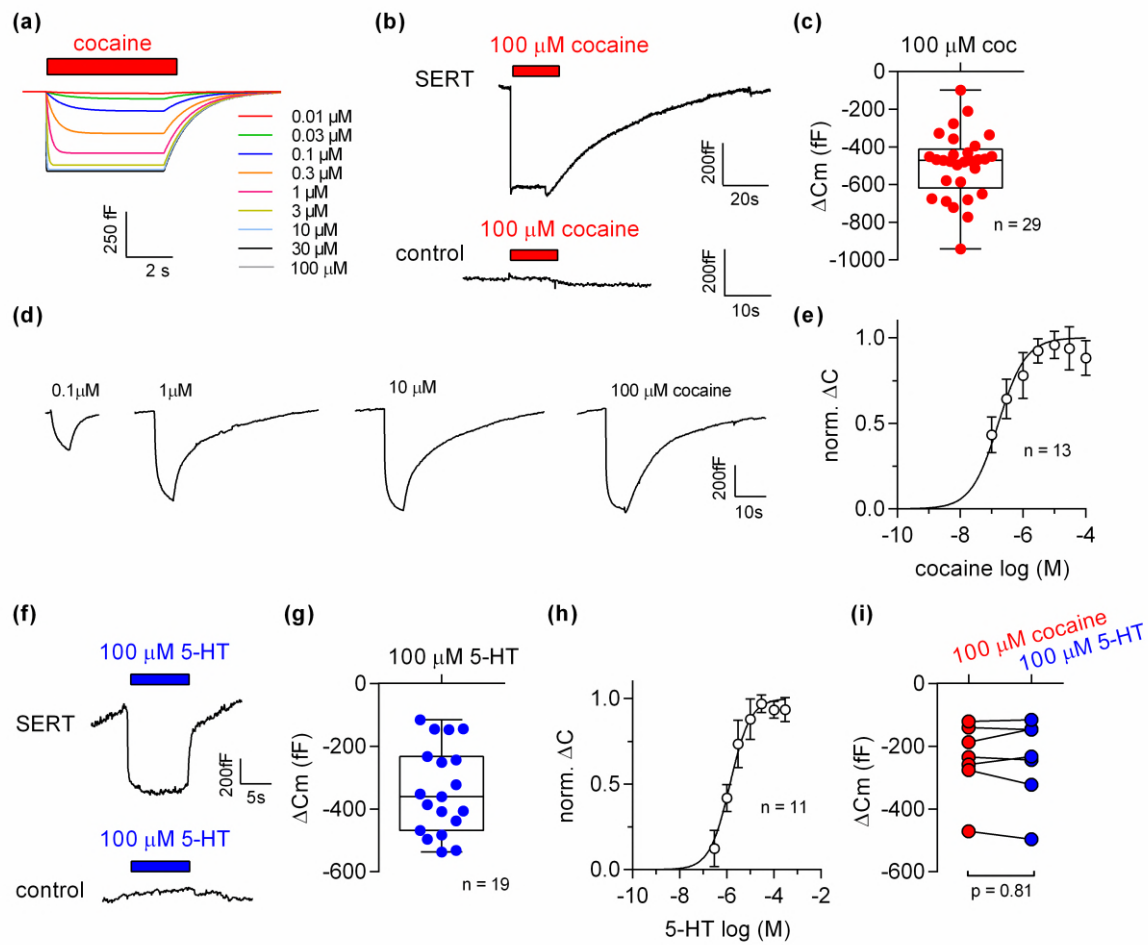 (a)
cocaine
0.01 µM
0.03 µM
0.1 µM
0.3 µM
1 µM
3 µM
10 µM
30 µM
100 µM
250 fF
2 s
(b)
100 µM cocaine
SERT
200fF
20s
100 µM cocaine
control
200fF
10s
(c)
100 µM coc
0
-200
-400
-600
-800
-1000
ΔCm (fF)
n = 29
(d)
0.1µM
1µM
10 µM
100 µM cocaine
200fF
10s
(e)
1.0
0.5
0.0
norm. ΔC
n = 13
-10
-8
-6
-4
cocaine log (M)
(f)
100 µM 5-HT
SERT
200fF
5s
100 µM 5-HT
control
(g)
100 µM 5-HT
0
-200
-400
-600
ΔCm (fF)
n = 19
(h)
1.0
0.5
0.0
norm. ΔC
n = 11
-10
-8
-6
-4
-2
5-HT log (M)
(i)
100 µM cocaine
100 µM 5-HT
0
-200
-400
-600
ΔCm (fF)
p = 0.81